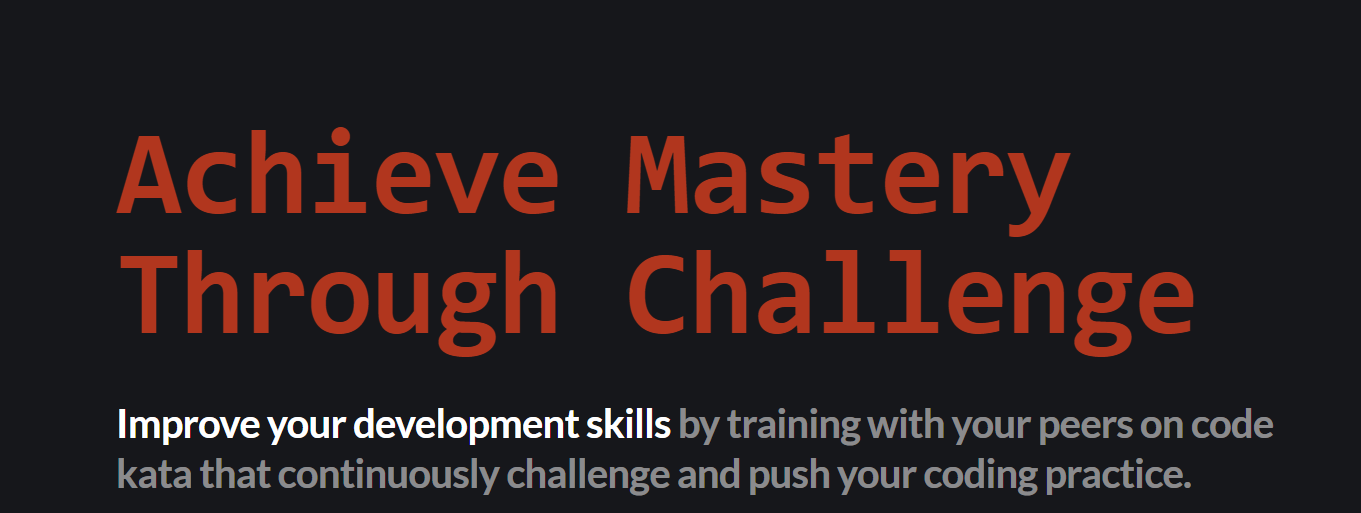 Achieve Mastery
Through Challenge
Improve your development skills by training with your peers on code
kata that continuously challenge and push your coding practice.